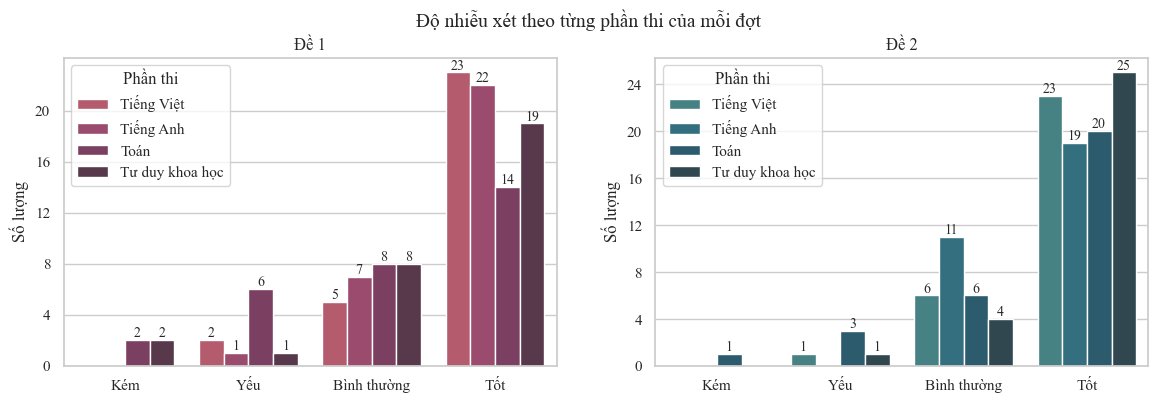 Độ nhiễu xét theo từng phần thi của mỗi đợt
Đề 1
Phần thi
Tiếng Việt
Tiếng Anh
Toán
Tư duy khoa học
Số lượng
20
16
12
8
4
0
2
2
2
1
6
1
5
7
8
8
23
22
14
19
Kém
Yếu
Bình thường
Tốt
Đề 2
Phần thi
Tiếng Việt
Tiếng Anh
Toán
Tư duy khoa học
Số lượng
24
20
16
12
8
4
0
1
1
3
1
6
11
6
4
23
19
20
25
Kém
Yếu
Bình thường
Tốt